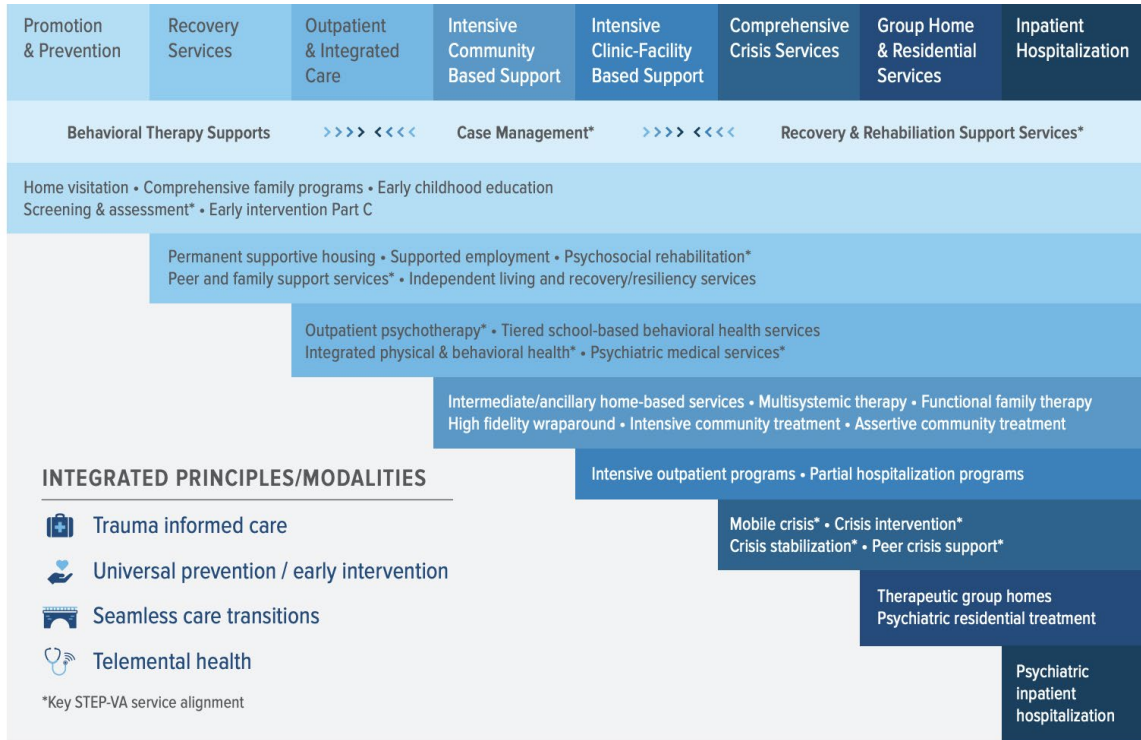 Promotion
& Prevention
Recovery
Services
Outpatient
& Integrated
Care
Intensive
Community
Based Support
Intensive
Clinic-Facility
Based Support
Comprehensive
Crisis Services
Group Home
& Residential
Services
Inpatient
Hospitalization
Behavioral Therapy Supports >>>> <<<< Case Management* >>>> <<<< Recovery & Rehabiliation Support Services*
Home visitation • Comprehensive family programs • Early childhood education
Screening & assessment* • Early intervention Part C
Permanent supportive housing • Supported employment • Psychosocial rehabilitation*
Peer and family support services* • Independent living and recovery/resiliency services
Outpatient psychotherapy* • Tiered school-based behavioral health services
Integrated physical & behavioral health* • Psychiatric medical services*
Intermediate/ancillary home-based services • Multisystemic therapy • Functional family therapy
High fidelity wraparound • Intensive community treatment • Assertive community treatment
Intensive outpatient programs • Partial hospitalization programs
Mobile crisis* • Crisis intervention*
Crisis stabilization* • Peer crisis support*
Therapeutic group homes
Psychiatric residential treatment
Psychiatric
inpatient
hospitalization
INTEGRATED PRINCIPLES/MODALITIES
Trauma informed care
Universal prevention / early intervention
Seamless care transitions
Telemental health
*Key STEP-VA service alignment